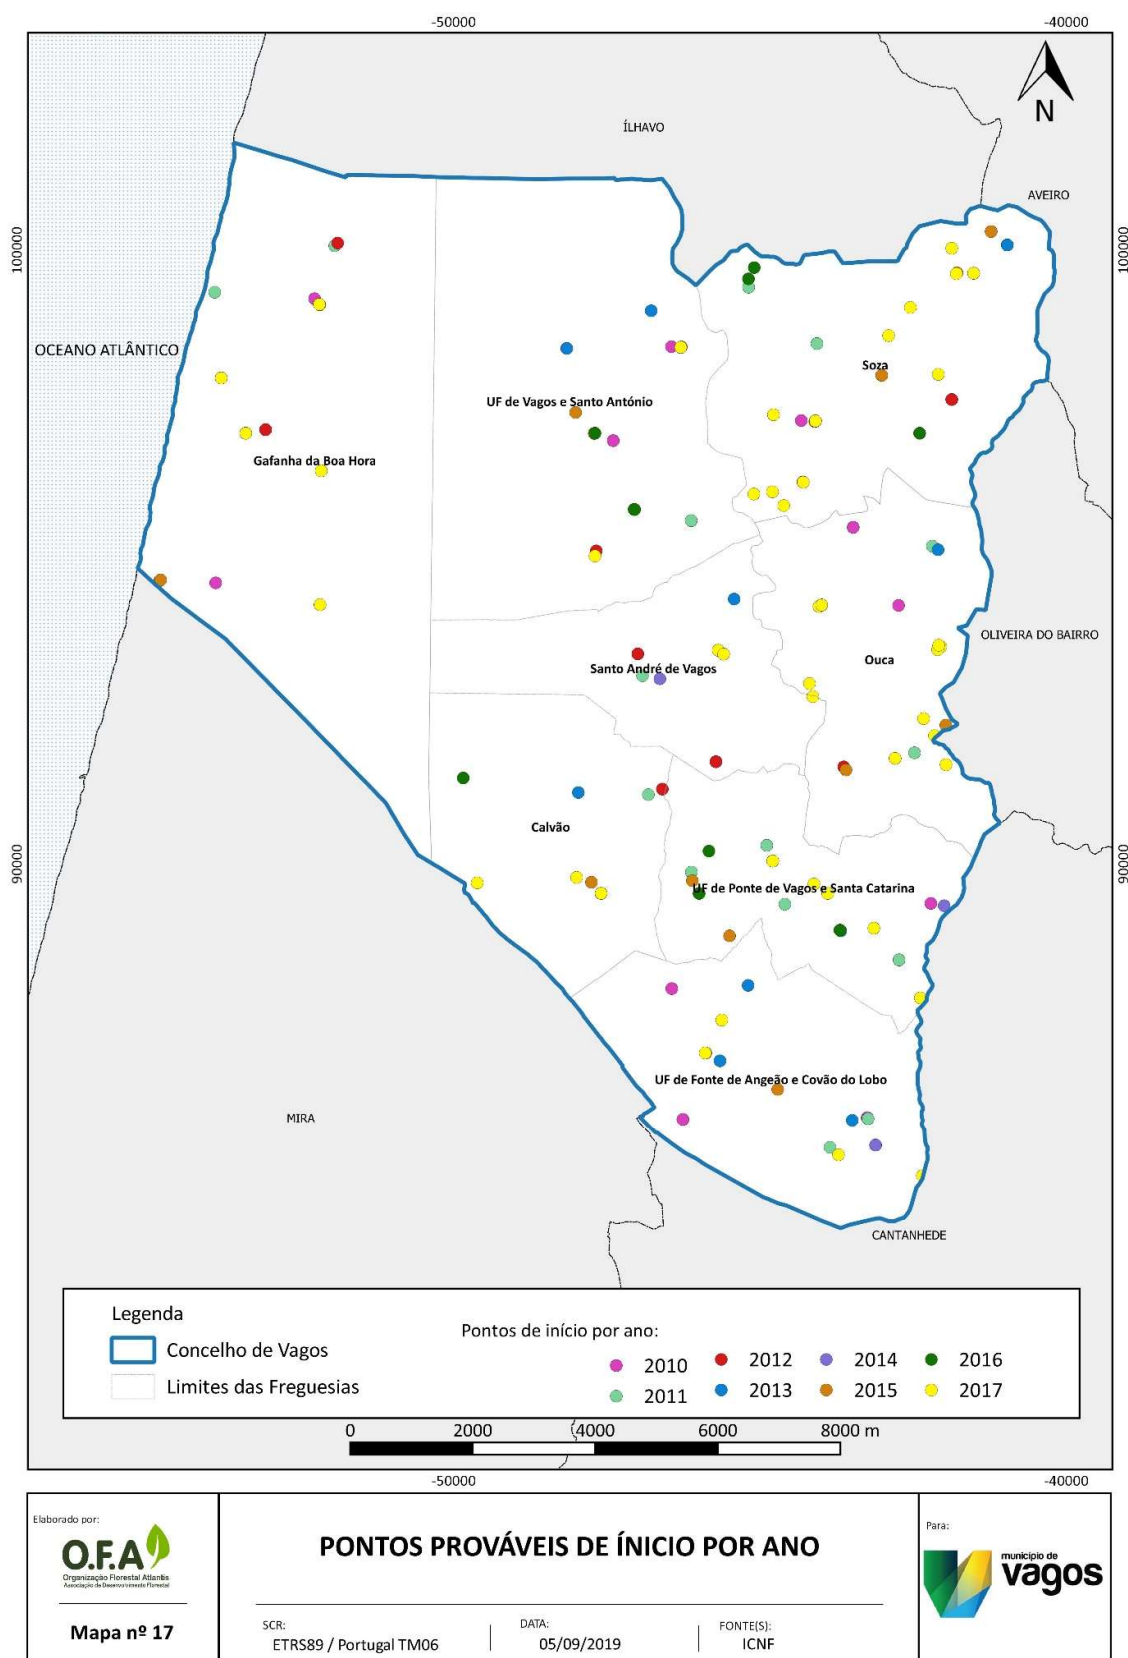 -50000
-40000
ÍLHAVO
N
AVEIRO
100000
100000
OCEANO ATLÂNTICO
Soza
UF de Vagos e Santo António
Gafanha da Boa Hora
OLIVEIRA DO BAIRRO
Ouca
Santo André de Vagos
Calvão
90000
90000
UF de Ponte de Vagos e Santa Catarina
UF de Fonte de Angeão e Covão do Lobo
MIRA
CANTANHEDE
Legenda
Concelho de Vagos
Limites das Freguesias
Pontos de início por ano:
2010
2012
2014
2016
2011
2013
2015
2017
0 2000 4000 6000 8000 m
-50000
-40000
Elaborado por:
O.F.A
Organização Florestal Atlantis
Associação de Desenvolvimento Florestal
Mapa nº 17
PONTOS PROVÁVEIS DE ÍNICIO POR ANO
SCR:
ETRS89 / Portugal TM06
DATA:
05/09/2019
FONTE(S):
ICNF
Para:
município de
vagos